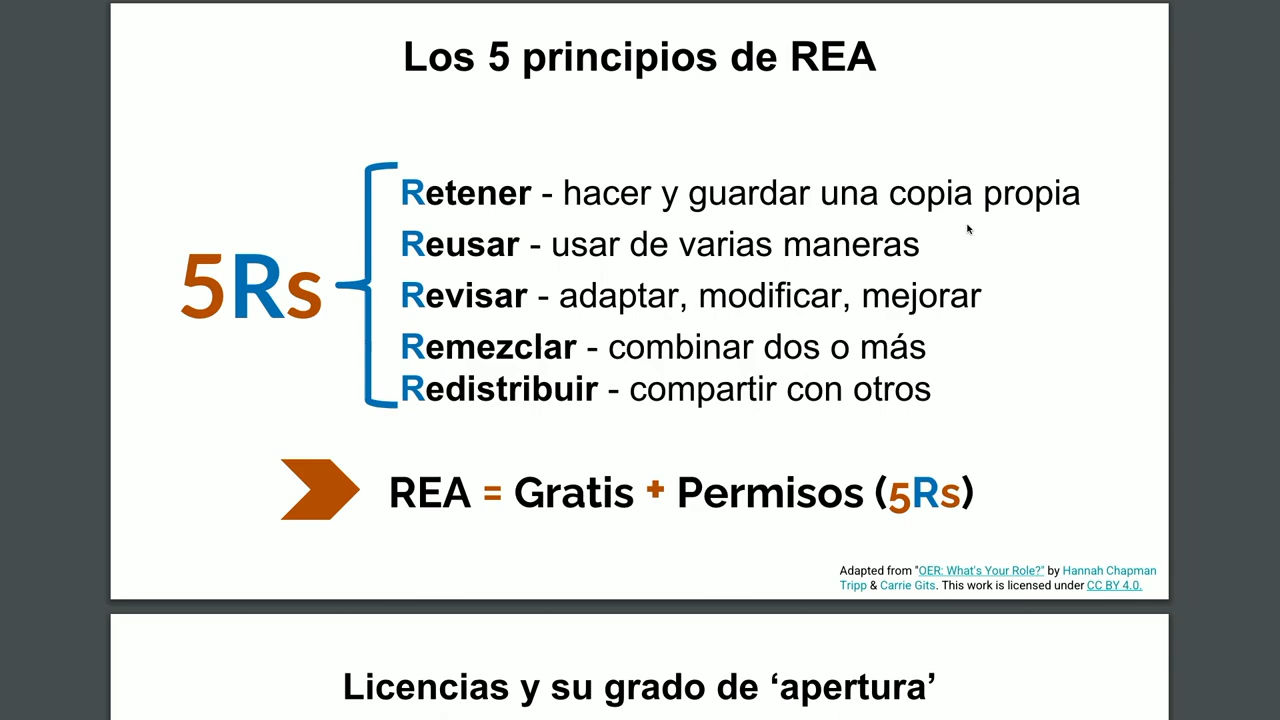 Los 5 principios de REA
5Rs
Retener - hacer y guardar una copia propia
Reusar - usar de varias maneras
Revisar - adaptar, modificar, mejorar
Remezclar - combinar dos o más
Redistribuir - compartir con otros
REA = Gratis + Permisos (5Rs)
Adapted from "OER: What's Your Role?" by Hannah Chapman
Tripp & Carrie Gits. This work is licensed under CC BY 4.0.
Licencias y su grado de ‘apertura’